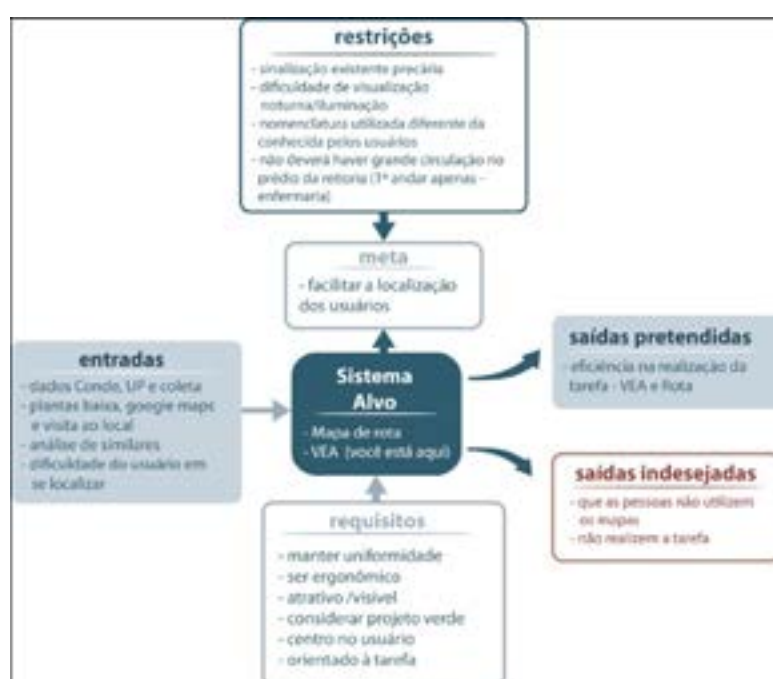 restrições
- sinalização existente precária
- dificuldade de visualização
noturna/iluminação
- nomenclatura utilizada diferente da
conhecida pelos usuários
- não deverá haver grande circulação no
prédio da reitoria (1º andar apenas -
enfermaria)
meta
- facilitar a localização
dos usuários
entradas
- dados Conde, UP e coleta
- plantas baixa, google maps
e visita ao local
- análise de similares
- dificuldade do usuário em
se localizar
Sistema
Alvo
- Mapa de rota
- VEA (você está aqui)
saídas pretendidas
- eficiência na realização da
tarefa - VEA e Rota
saídas indesejadas
- que as pessoas não utilizem
os mapas
- não realizem a tarefa
requisitos
- manter uniformidade
- ser ergonômico
- atrativo /visível
- considerar projeto verde
- centro no usuário
- orientado à tarefa